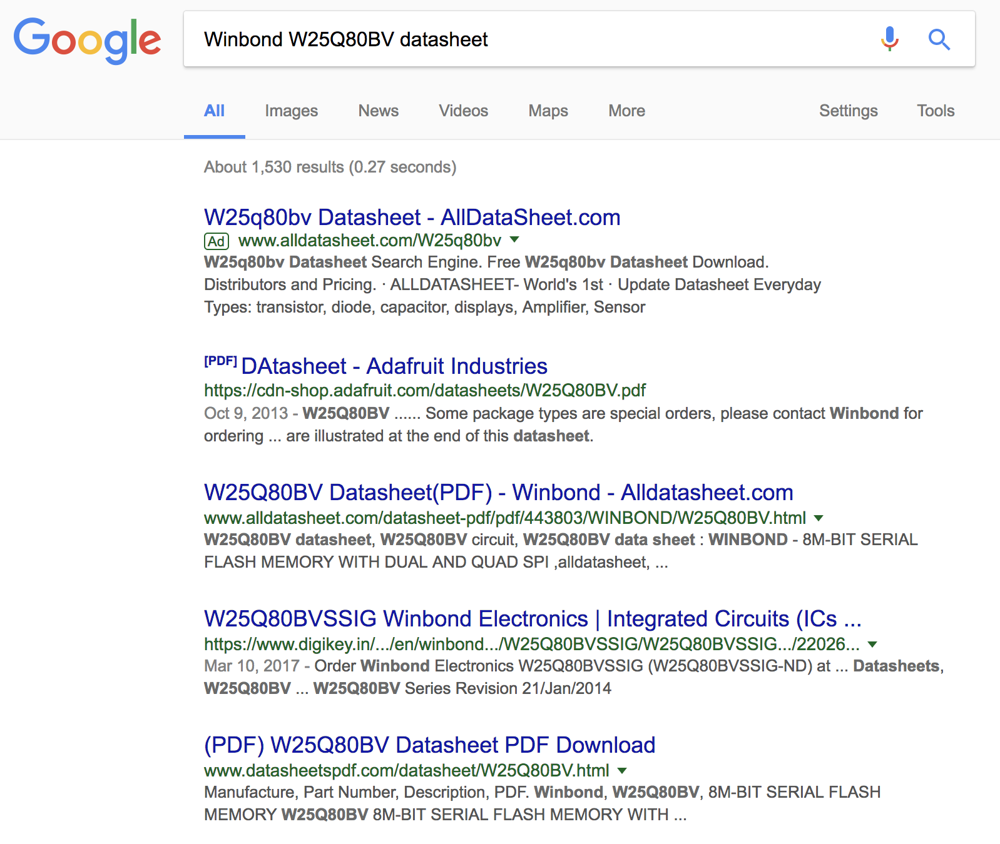 Google
Winbond W25Q80BV datasheet
All Images News Videos Maps More Settings Tools
About 1,530 results (0.27 seconds)
W25q80bv Datasheet - AllDataSheet.com
Ad www.alldatasheet.com/W25q80bv
W25q80bv Datasheet Search Engine. Free W25q80bv Datasheet Download.
Distributors and Pricing. · ALLDATASHEET- World's 1st · Update Datasheet Everyday
Types: transistor, diode, capacitor, displays, Amplifier, Sensor
[PDF] DAtasheet - Adafruit Industries
https://cdn-shop.adafruit.com/datasheets/W25Q80BV.pdf
Oct 9, 2013 - W25Q80BV ...... Some package types are special orders, please contact Winbond for
ordering ... are illustrated at the end of this datasheet.
W25Q80BV Datasheet(PDF) - Winbond - Alldatasheet.com
www.alldatasheet.com/datasheet-pdf/pdf/443803/WINBOND/W25Q80BV.html
W25Q80BV datasheet, W25Q80BV circuit, W25Q80BV data sheet : WINBOND - 8M-BIT SERIAL
FLASH MEMORY WITH DUAL AND QUAD SPI ,alldatasheet, ...
W25Q80BVSSIG Winbond Electronics | Integrated Circuits (ICs ...
https://www.digikey.in/.../en/winbond.../W25Q80BVSSIG/W25Q80BVSSIG.../22026...
Mar 10, 2017 - Order Winbond Electronics W25Q80BVSSIG (W25Q80BVSSIG-ND) at ... Datasheets,
W25Q80BV ... W25Q80BV Series Revision 21/Jan/2014
(PDF) W25Q80BV Datasheet PDF Download
www.datasheetspdf.com/datasheet/W25Q80BV.html
Manufacture, Part Number, Description, PDF. Winbond, W25Q80BV, 8M-BIT SERIAL FLASH
MEMORY W25Q80BV 8M-BIT SERIAL FLASH MEMORY WITH ...